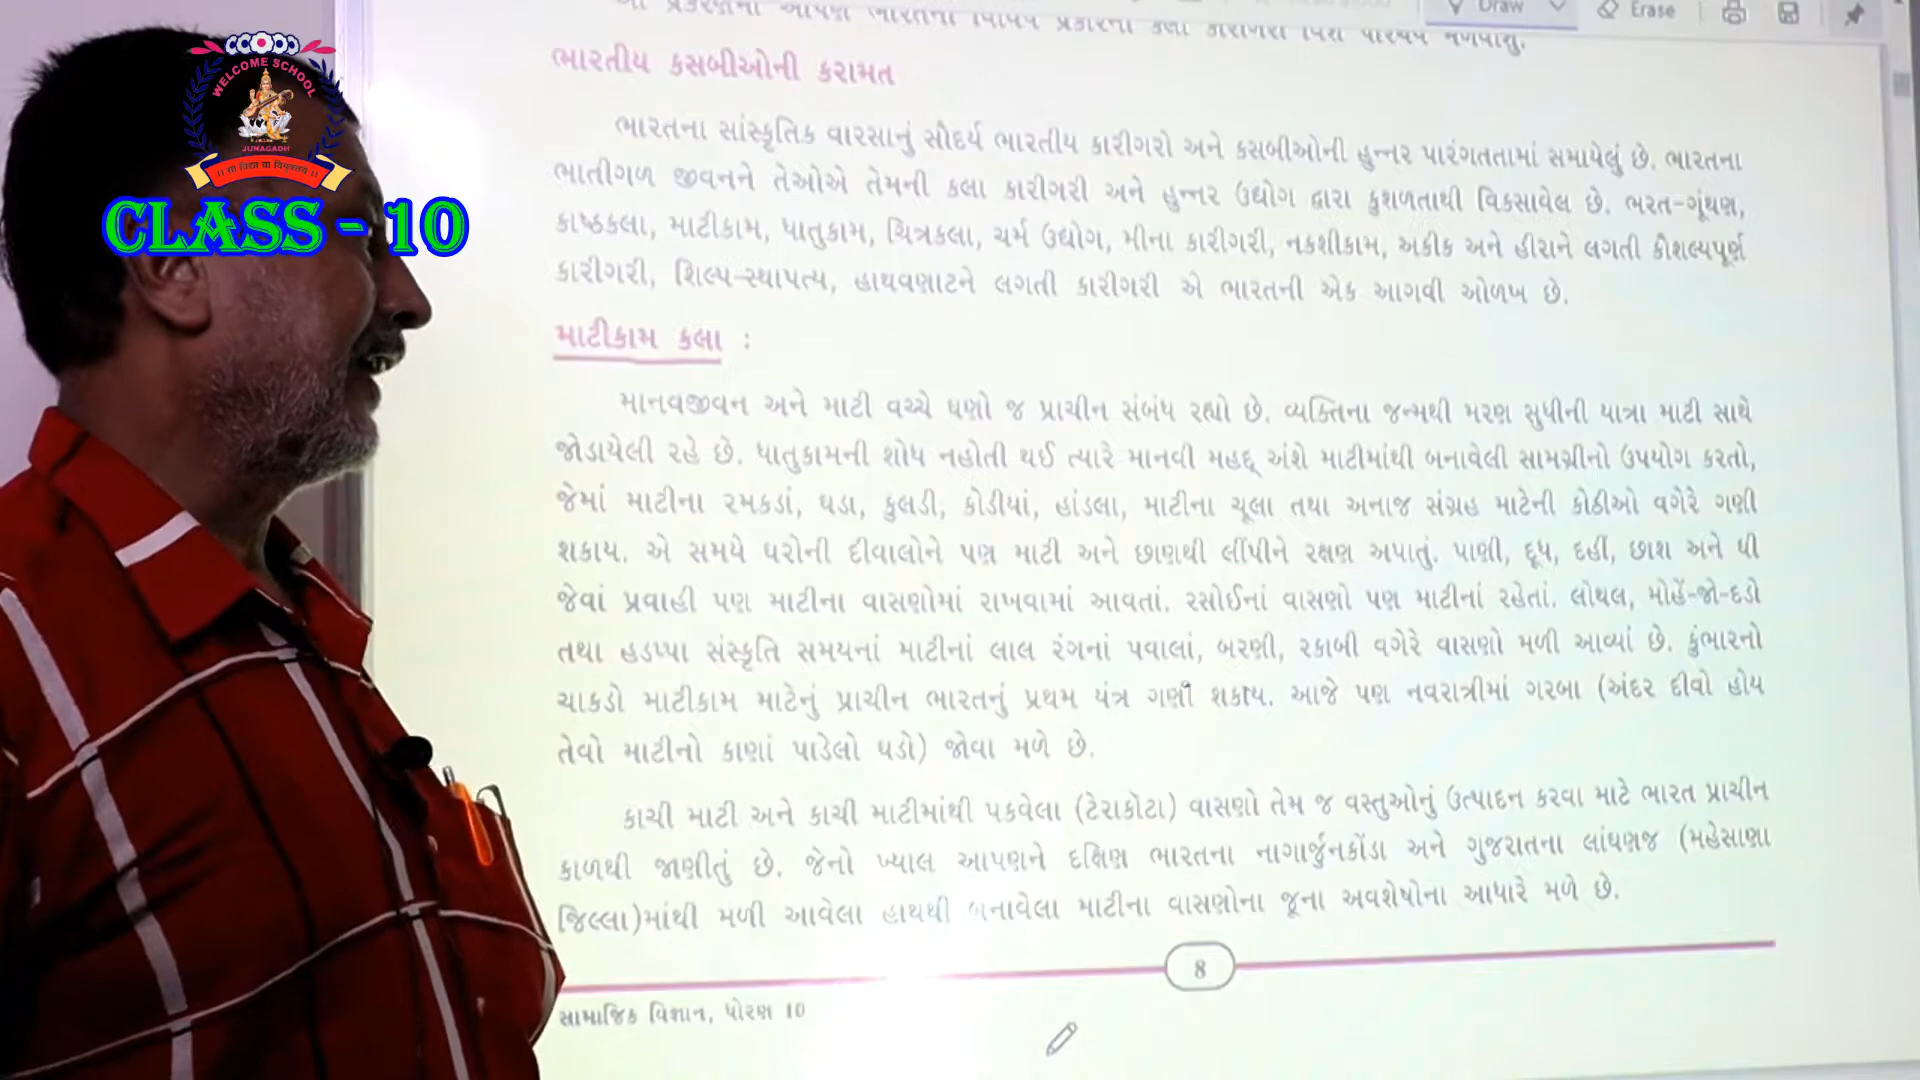 WELCOME SCHOOL
JUNAGADH
॥ सा विद्या या विमुक्तये ॥
CLASS - 10
Draw
Erase
ભારતીય કસબીઓની કરામત
ભારતના સાંસ્કૃતિક વારસાનું સૌંદર્ય ભારતીય કારીગરો અને કસબીઓની હુન્નર પારંગતતામાં સમાયેલું છે. ભારતના
ભાતીગળ જીવનને તેઓએ તેમની કલા કારીગરી અને હુન્નર ઉદ્યોગ દ્વારા કુશળતાથી વિકસાવેલ છે. ભરત-ગૂંથણ,
કાષ્ઠકલા, માટીકામ, ધાતુકામ, ચિત્રકલા, ચર્મ ઉદ્યોગ, મીના કારીગરી, નકશીકામ, અકીક અને હીરાને લગતી કૌશલ્યપૂર્ણ
કારીગરી, શિલ્પ-સ્થાપત્ય, હાથવણાટને લગતી કારીગરી એ ભારતની એક આગવી ઓળખ છે.
માટીકામ કલા :
માનવજીવન અને માટી વચ્ચે ઘણો જ પ્રાચીન સંબંધ રહ્યો છે. વ્યક્તિના જન્મથી મરણ સુધીની યાત્રા માટી સાથે
જોડાયેલી રહે છે. ધાતુકામની શોધ નહોતી થઈ ત્યારે માનવી મહદ્ અંશે માટીમાંથી બનાવેલી સામગ્રીનો ઉપયોગ કરતો,
જેમાં માટીના રમકડાં, ઘડા, કુલડી, કોડીયાં, હાંડલા, માટીના ચૂલા તથા અનાજ સંગ્રહ માટેની કોઠીઓ વગેરે ગણી
શકાય. એ સમયે ઘરોની દીવાલોને પણ માટી અને છાણથી લીંપીને રક્ષણ અપાતું. પાણી, દૂધ, દહીં, છાશ અને ઘી
જેવાં પ્રવાહી પણ માટીના વાસણોમાં રાખવામાં આવતાં. રસોઈનાં વાસણો પણ માટીનાં રહેતાં. લોથલ, મોહેં-જો-દડો
તથા હડપ્પા સંસ્કૃતિ સમયનાં માટીનાં લાલ રંગનાં પવાલાં, બરણી, રકાબી વગેરે વાસણો મળી આવ્યાં છે. કુંભારનો
ચાકડો માટીકામ માટેનું પ્રાચીન ભારતનું પ્રથમ યંત્ર ગણી શકાય. આજે પણ નવરાત્રીમાં ગરબા (અંદર દીવો હોય
તેવો માટીનો કાણાં પાડેલો ઘડો) જોવા મળે છે.
કાચી માટી અને કાચી માટીમાંથી પકવેલા (ટેરાકોટા) વાસણો તેમ જ વસ્તુઓનું ઉત્પાદન કરવા માટે ભારત પ્રાચીન
કાળથી જાણીતું છે. જેનો ખ્યાલ આપણને દક્ષિણ ભારતના નાગાર્જુનકોંડા અને ગુજરાતના લાંઘણજ (મહેસાણા
જિલ્લા)માંથી મળી આવેલા હાથથી બનાવેલા માટીના વાસણોના જૂના અવશેષોના આધારે મળે છે.
8
સામાજિક વિજ્ઞાન, ધોરણ 10